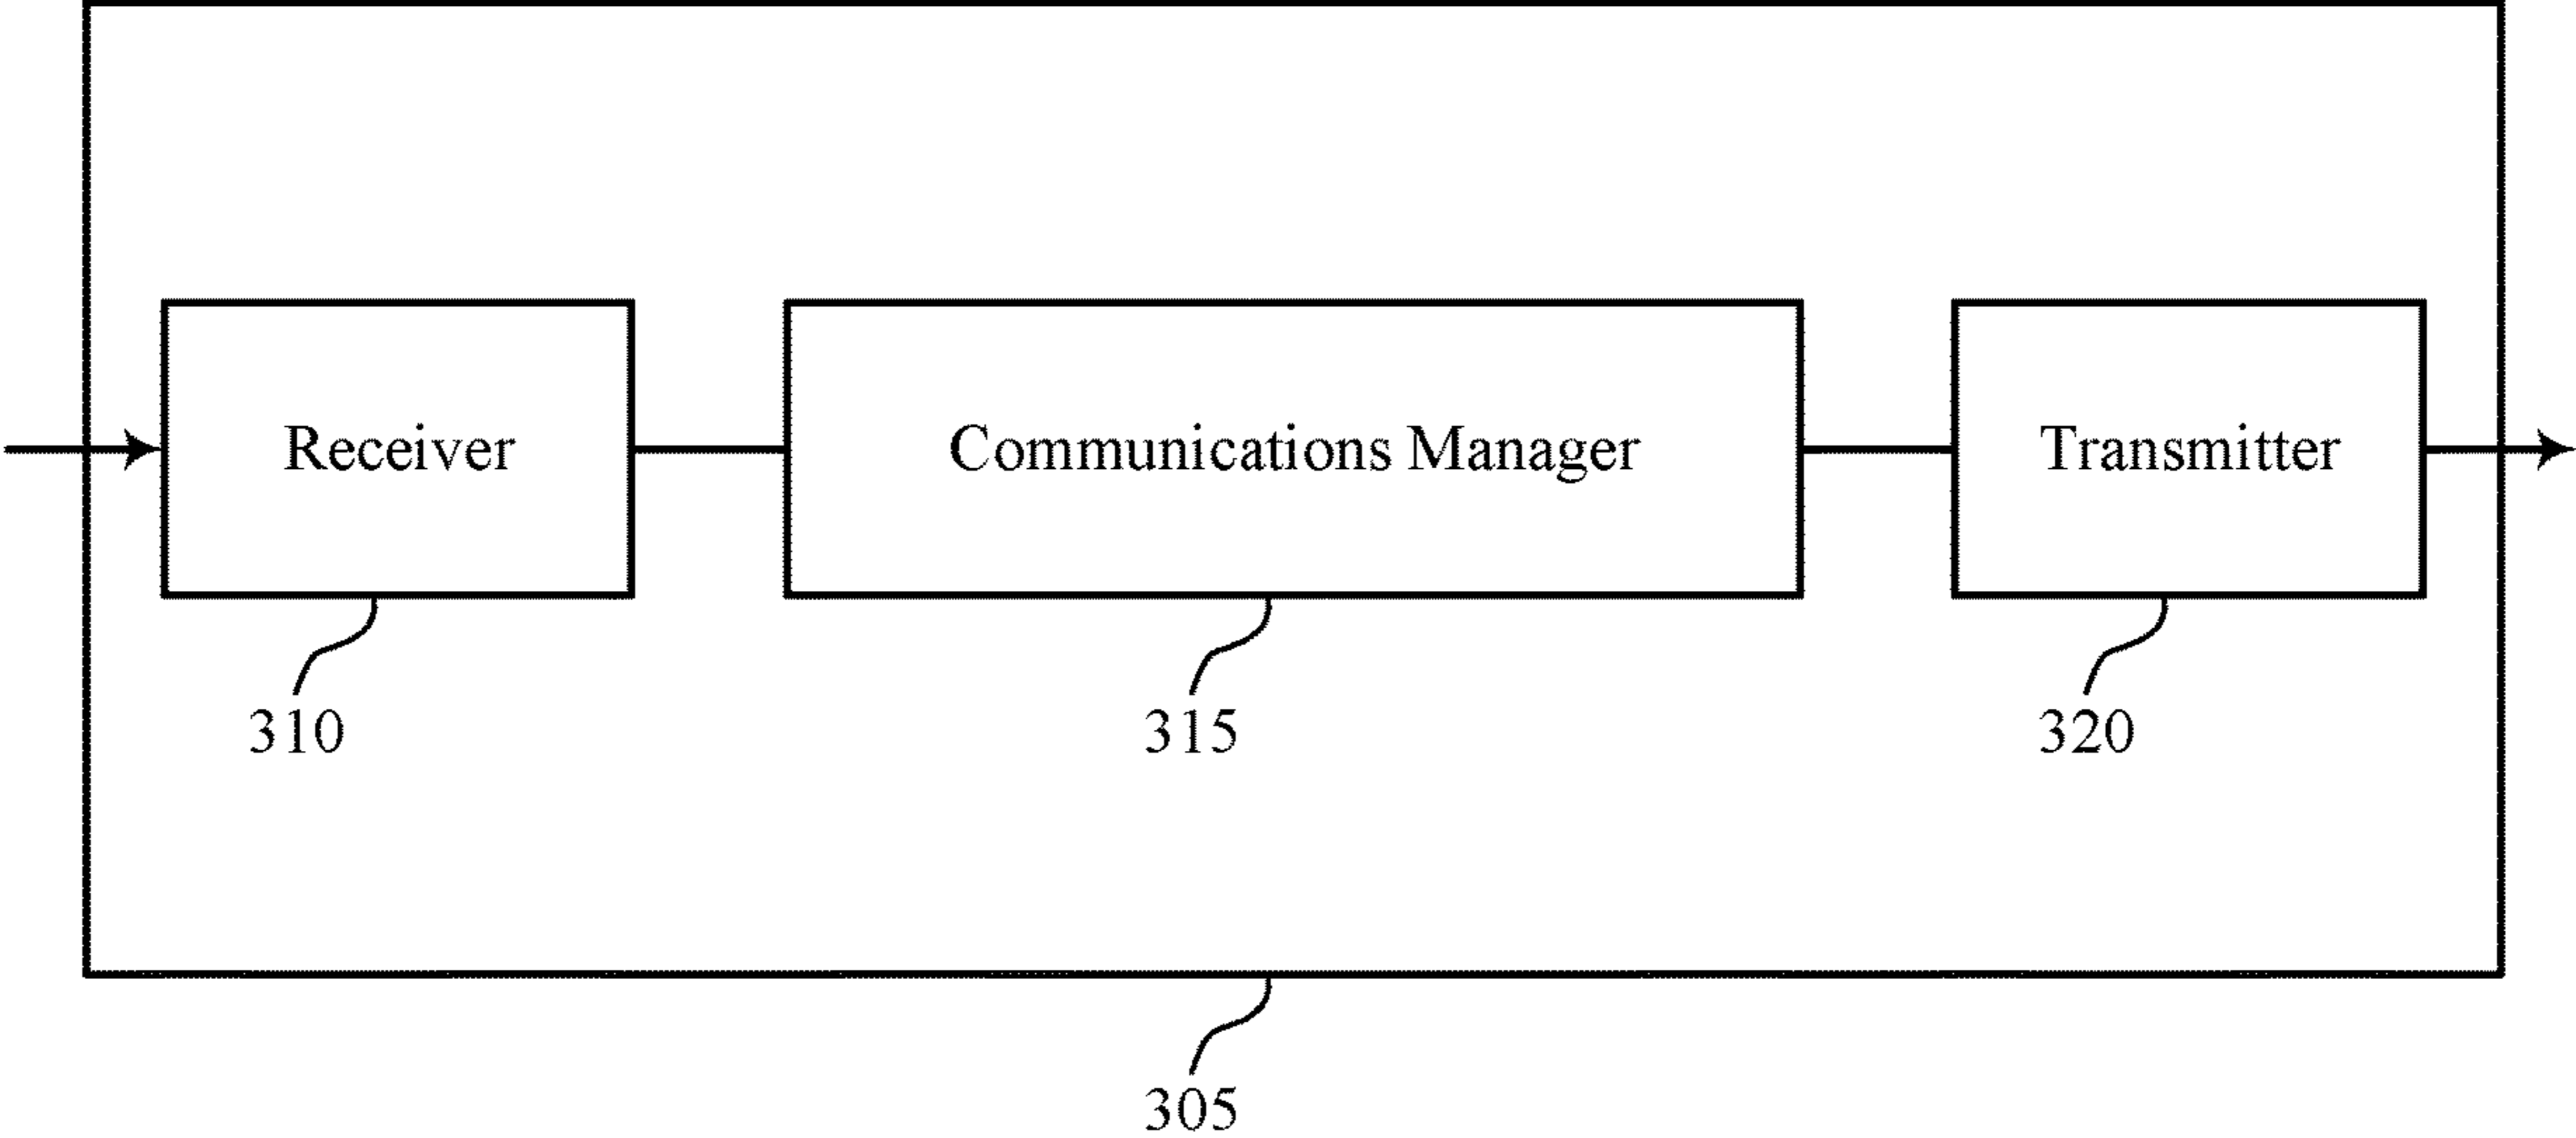 Receiver
Communications Manager
Transmitter
310
315
320
305